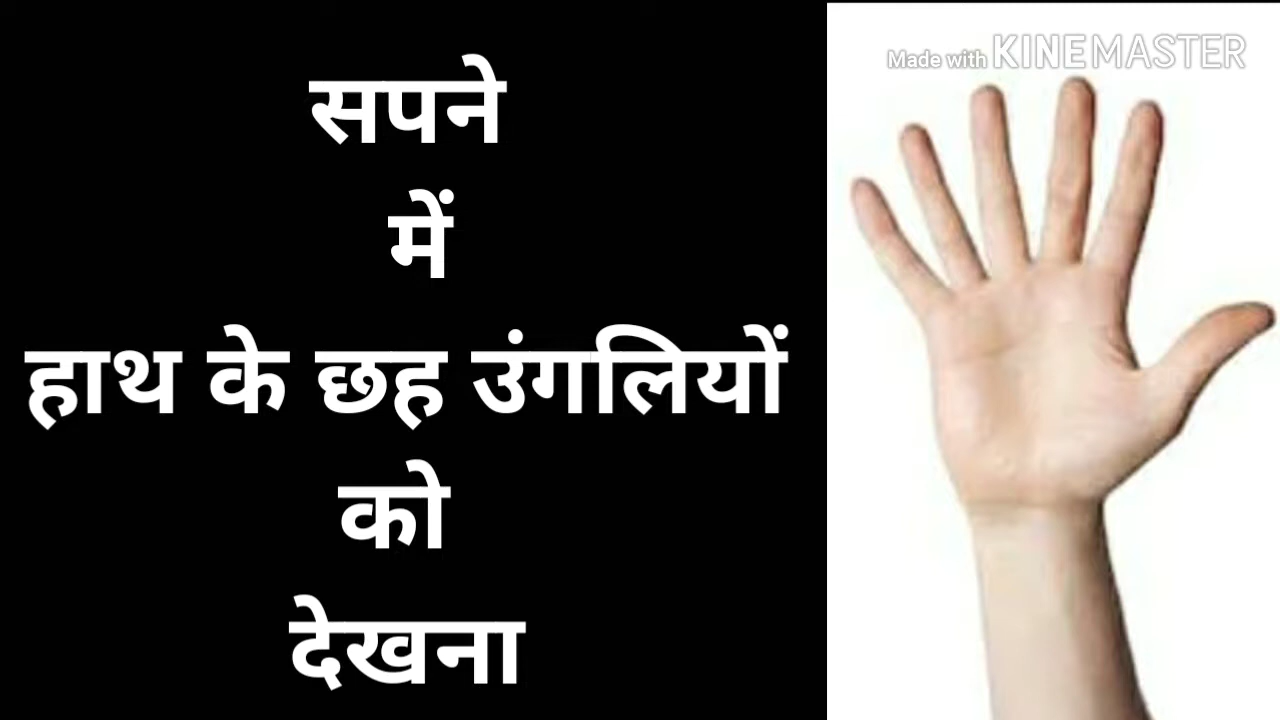 Made with KINEMASTER
सपने
में
हाथ के छह उंगलियों
को
देखना